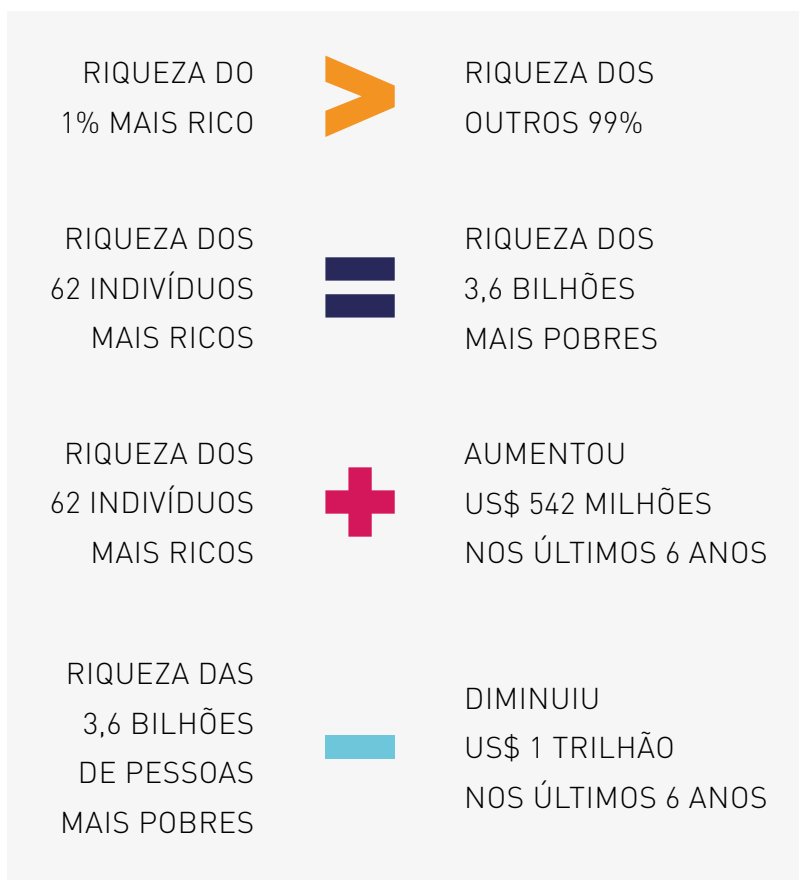 RIQUEZA DO
1% MAIS RICO
>
RIQUEZA DOS
OUTROS 99%
RIQUEZA DOS
62 INDIVÍDUOS
MAIS RICOS
=
RIQUEZA DOS
3,6 BILHÕES
MAIS POBRES
RIQUEZA DOS
62 INDIVÍDUOS
MAIS RICOS
+
AUMENTOU
US$ 542 MILHÕES
NOS ÚLTIMOS 6 ANOS
RIQUEZA DAS
3,6 BILHÕES
DE PESSOAS
MAIS POBRES
-
DIMINUIU
US$ 1 TRILHÃO
NOS ÚLTIMOS 6 ANOS